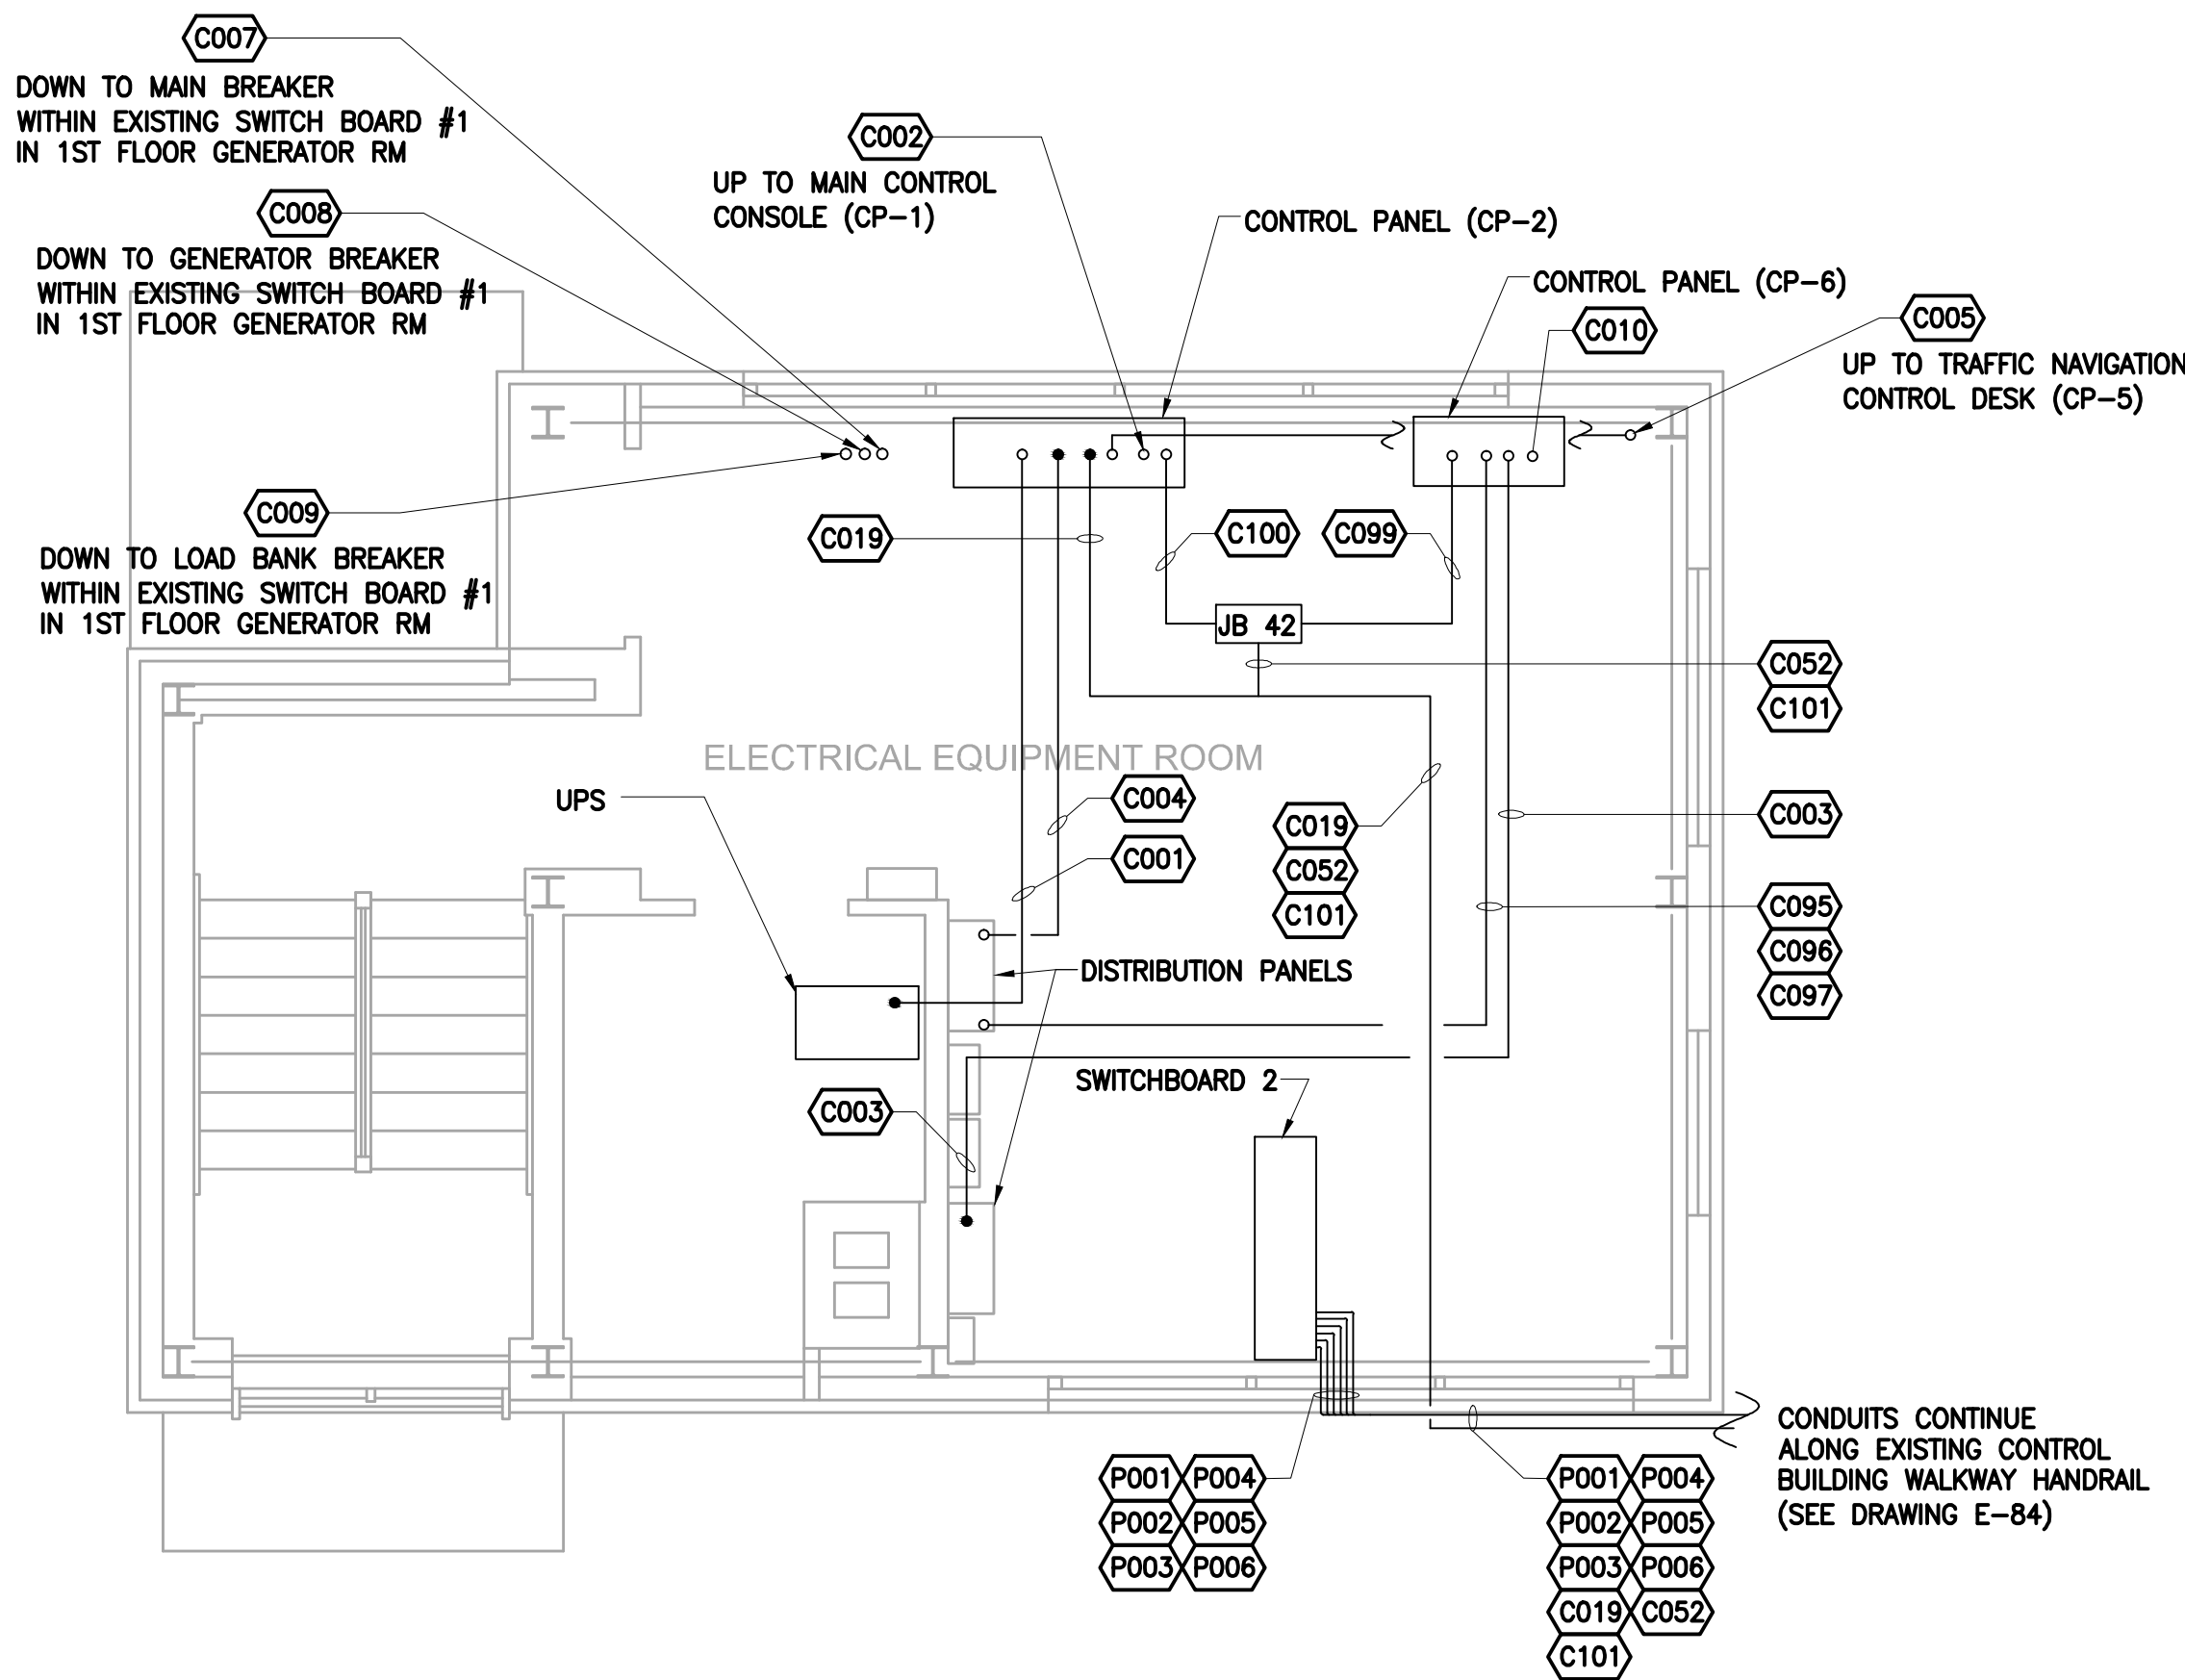 C007
DOWN TO MAIN BREAKER
WITHIN EXISTING SWITCH BOARD #1
IN 1ST FLOOR GENERATOR RM
C002
UP TO MAIN CONTROL
CONSOLE (CP-1)
C008
DOWN TO GENERATOR BREAKER
WITHIN EXISTING SWITCH BOARD #1
IN 1ST FLOOR GENERATOR RM
CONTROL PANEL (CP-2)
CONTROL PANEL (CP-6)
C010
C005
UP TO TRAFFIC NAVIGATION
CONTROL DESK (CP-5)
C009
DOWN TO LOAD BANK BREAKER
WITHIN EXISTING SWITCH BOARD #1
IN 1ST FLOOR GENERATOR RM
C019
C100
C099
JB 42
C052
C101
ELECTRICAL EQUIPMENT ROOM
UPS
C004
C001
C019
C052
C101
C003
C095
C096
C097
DISTRIBUTION PANELS
SWITCHBOARD 2
C003
P001 P004
P002 P005
P003 P006
P001 P004
P002 P005
P003 P006
C019 C052
C101
CONDUITS CONTINUE
ALONG EXISTING CONTROL
BUILDING WALKWAY HANDRAIL
(SEE DRAWING E-84)